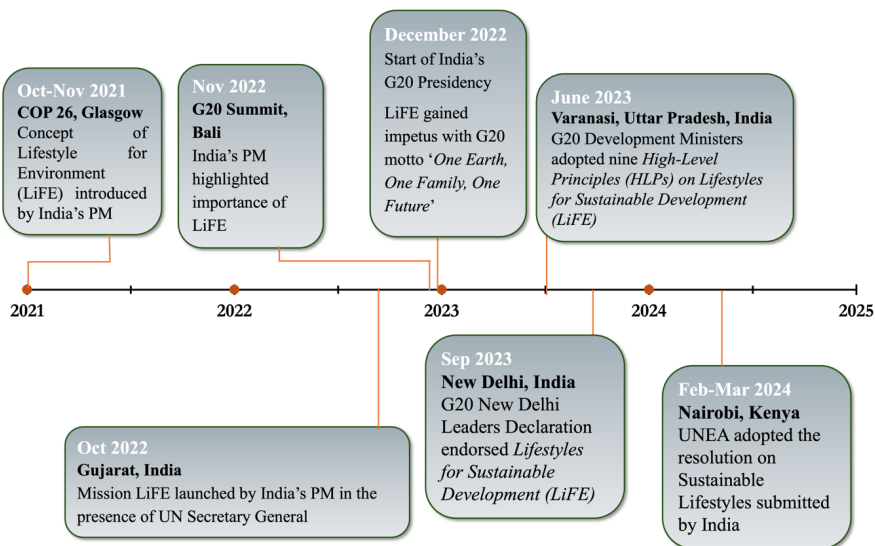 Oct-Nov 2021
COP 26, Glasgow
Concept of
Lifestyle for
Environment
(LiFE) introduced
by India's PM
Nov 2022
G20 Summit,
Bali
India's PM
highlighted
importance of
LiFE
December 2022
Start of India's
G20 Presidency
LiFE gained
impetus with G20
motto ‘One Earth,
One Family, One
Future’
June 2023
Varanasi, Uttar Pradesh, India
G20 Development Ministers
adopted nine High-Level
Principles (HLPs) on Lifestyles
for Sustainable Development
(LiFE)
2021
2022
2023
2024
2025
Oct 2022
Gujarat, India
Mission LiFE launched by India's PM in the
presence of UN Secretary General
Sep 2023
New Delhi, India
G20 New Delhi
Leaders Declaration
endorsed Lifestyles
for Sustainable
Development (LiFE)
Feb-Mar 2024
Nairobi, Kenya
UNEA adopted the
resolution on
Sustainable
Lifestyles submitted
by India